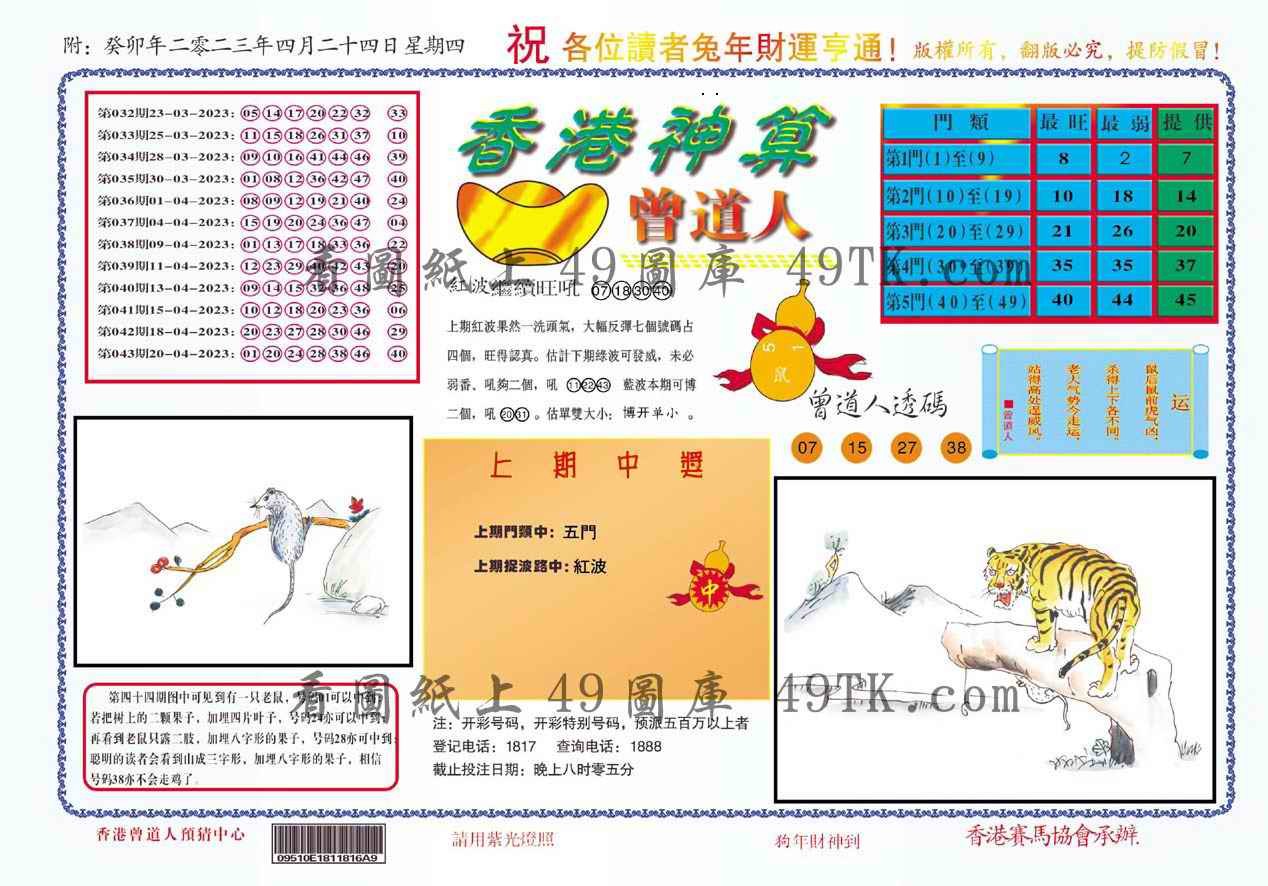 附：癸卯年二零二三年四月二十四日 星期四
祝 各位讀者兔年財運亨通！
版權所有，翻版必究，提防假冒！
第032期23-03-2023：05 14 17 20 22 32 33
第033期25-03-2023：11 15 18 26 31 37 10
第034期28-03-2023：09 10 16 41 44 46 39
第035期30-03-2023：01 08 12 36 42 47 40
第036期01-04-2023：08 09 12 19 21 40 24
第037期04-04-2023：15 19 20 24 36 47 04
第038期09-04-2023：01 13 17 18 33 36 22
第039期11-04-2023：12 23 29 40 42 43 20
第040期13-04-2023：09 14 15 32 36 48 25
第041期15-04-2023：10 12 18 20 23 36 06
第042期18-04-2023：20 23 27 28 30 46 29
第043期20-04-2023：01 20 24 28 38 46 40
香港神算
曾道人
看圖紙上 49圖庫 49TK.com
紅波繼續旺吼 07 18 30 40
上期紅波果然一洗頭氣，大幅反彈七個號碼占
四個，旺得認真。估計下期綠波可發威，未必
弱番、吼夠二個，吼 11 22 43 藍波本期可博
二個，吼 20 31 。估單雙大小：博开单小 。
門 類 最 旺 最 弱 提 供
第1門(1)至(9) 8 2 7
第2門(10)至(19) 10 18 14
第3門(20)至(29) 21 26 20
第4門(30)至(39) 35 35 37
第5門(40)至(49) 40 44 45
5 1
鼠
曾道人透碼
07 15 27 38
运
鼠后鼠前虎气凶，
杀得上下各不同。
老天气势今走运，
站得高处逞威风。
■曾道人
上 期 中 獎
上期門類中：五門
上期捉波路中：紅波
中
第四十四期图中可见到有一只老鼠，号码01可以中到；
若把树上的二颗果子，加埋四片叶子，号码24亦可以中到；
再看到老鼠只露二肢，加埋八字形的果子，号码28亦可中到；
聪明的读者会看到山成三字形，加埋八字形的果子，相信
号码38亦不会走鸡了。
看圖紙上 49圖庫 49TK.com
注：开彩号码，开彩特别号码，预派五百万以上者
登记电话：1817 查询电话：1888
截止投注日期：晚上八时零五分
香港曾道人預猜中心
09510E1811816A9
請用紫光燈照
狗年財神到
香港賽馬協會承辦.